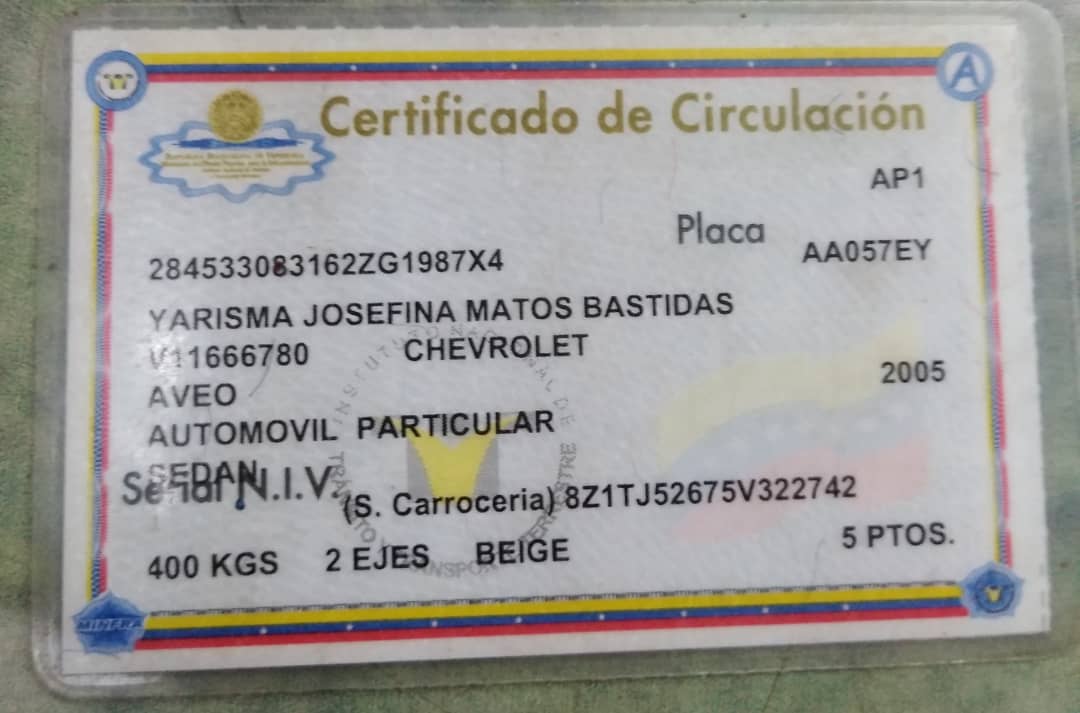 A
Certificado de Circulación
AP1
Placa
AA057EY
284533083162ZG1987X4
YARISMA JOSEFINA MATOS BASTIDAS
V11666780 CHEVROLET
AVEO 2005
AUTOMOVIL PARTICULAR
SEDAN
Serial N.I.V.
(S. Carroceria) 8Z1TJ52675V322742
400 KGS 2 EJES BEIGE 5 PTOS.
INSTITUTO NACIONAL DE
TRÁNSITO Y TRANSPORTE TERRESTRE
MINFRA